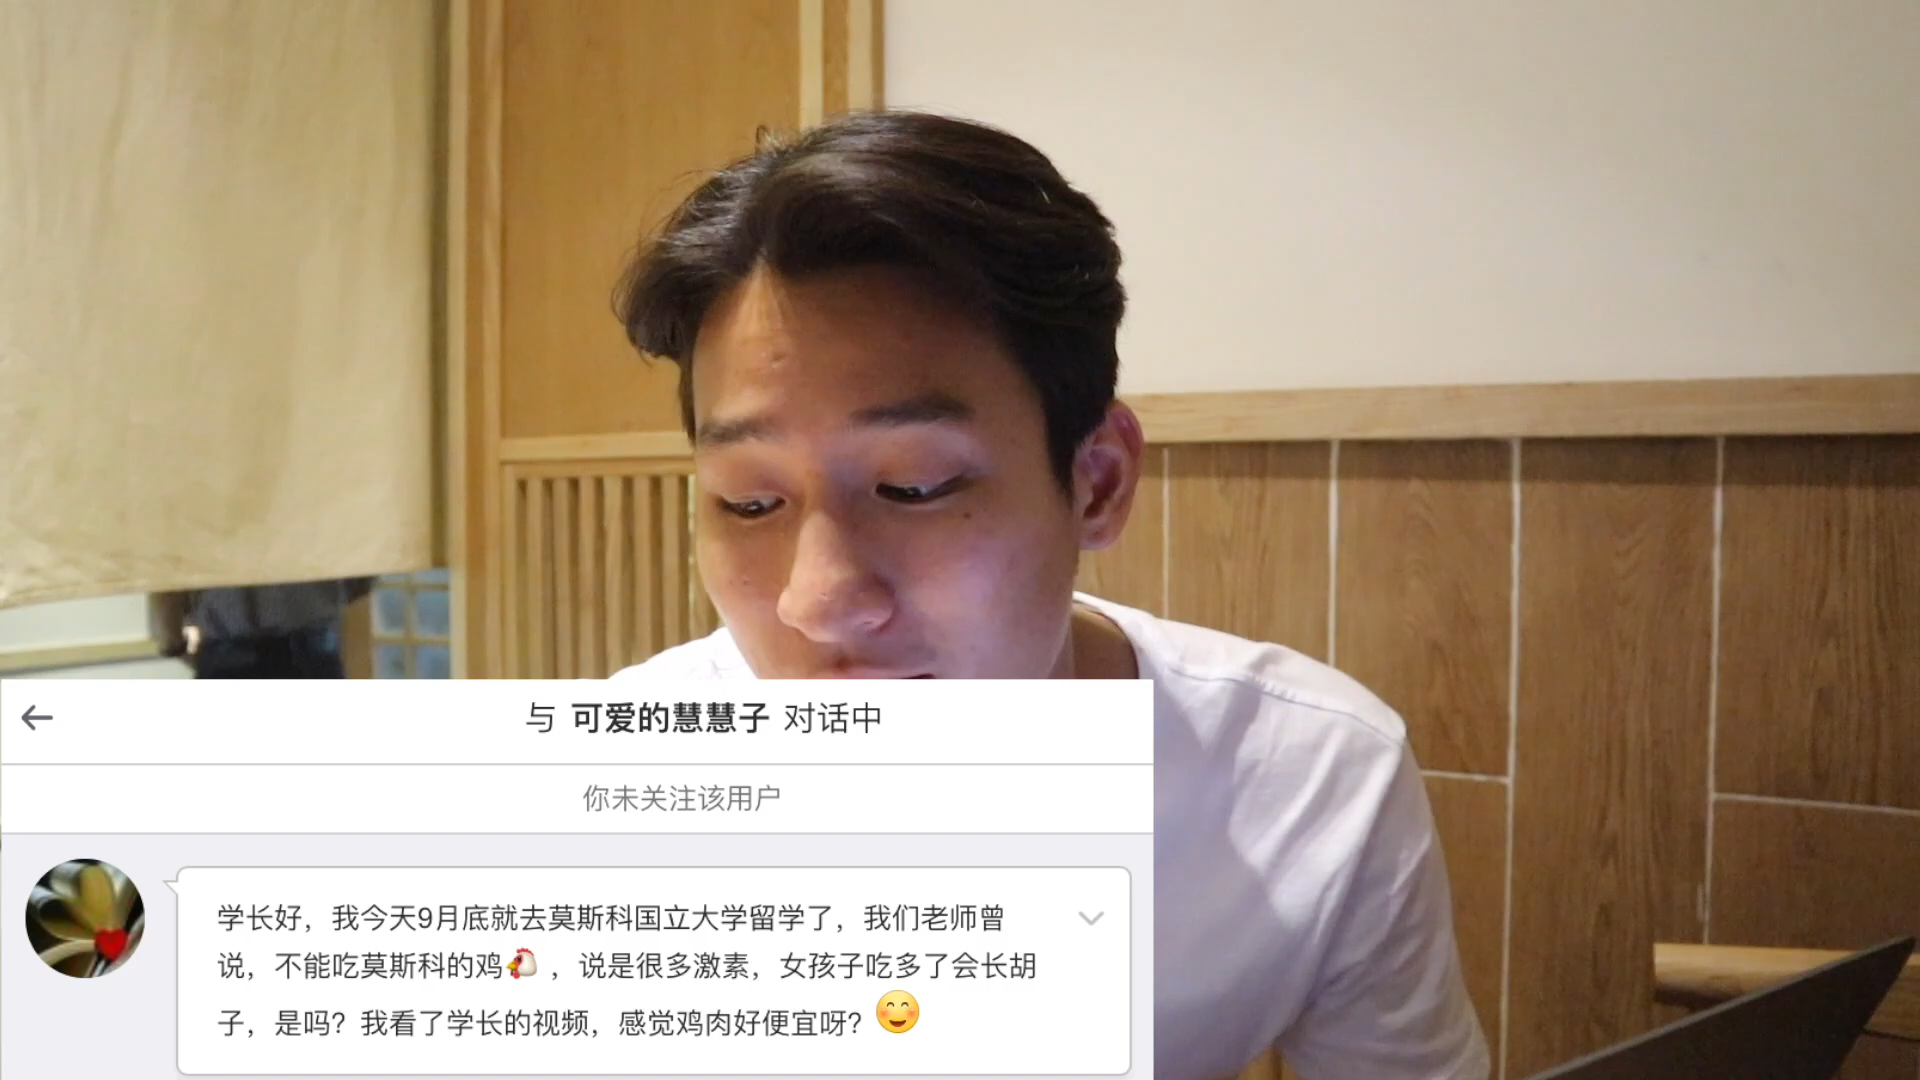 与 可爱的慧慧子 对话中
你未关注该用户
学长好，我今天9月底就去莫斯科国立大学留学了，我们老师曾
说，不能吃莫斯科的鸡🐔，说是很多激素，女孩子吃多了会长胡
子，是吗？我看了学长的视频，感觉鸡肉好便宜呀？😊